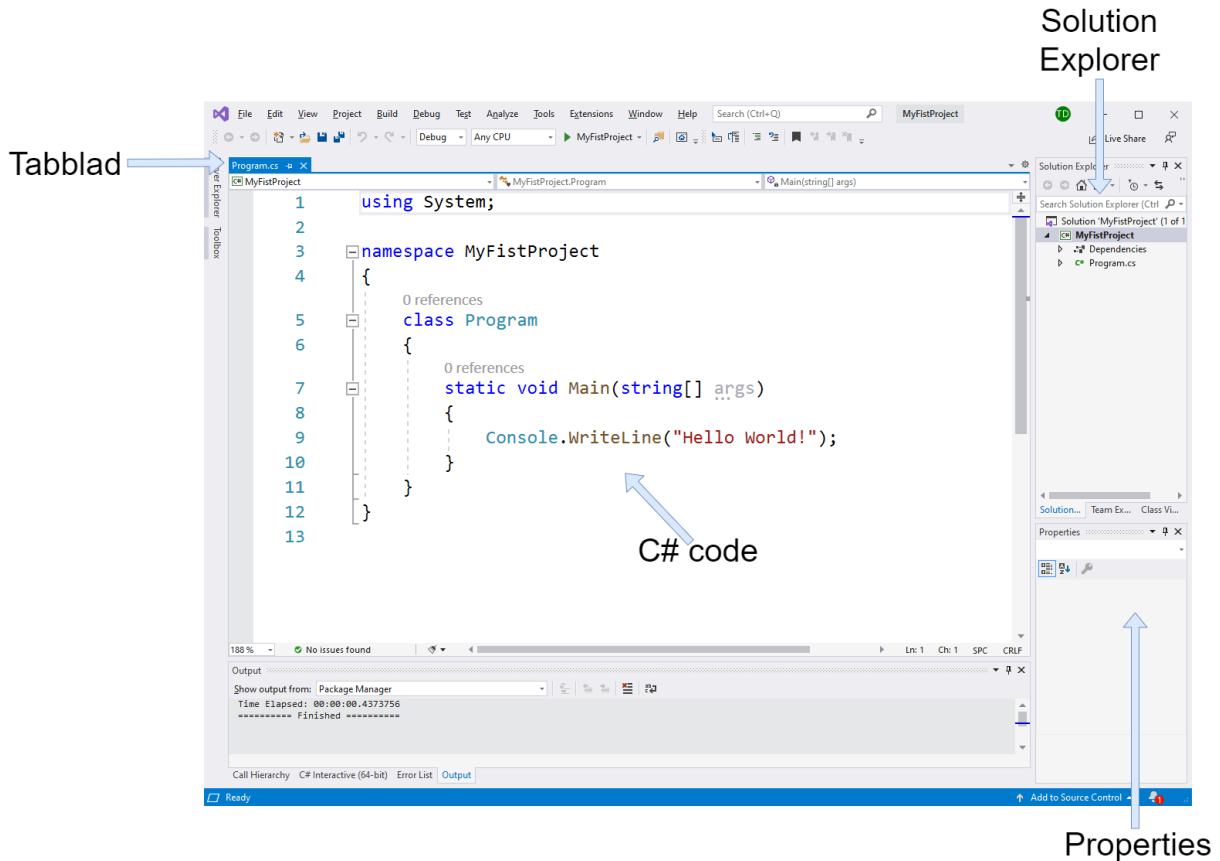 Solution
Explorer
File Edit View Project Build Debug Test Analyze Tools Extensions Window Help Search (Ctrl+Q) MyFistProject TD
Debug Any CPU MyFistProject Live Share
Tabblad
Program.cs
Solution Explorer
MyFistProject MyFistProject.Program Main(string[] args)
Search Solution Explorer (Ctrl
Explorer
Toolbox
Solution 'MyFistProject' (1 of 1
MyFistProject
Dependencies
Program.cs
1 using System;
2
3 namespace MyFistProject
4 {
0 references
5 class Program
6 {
0 references
7 static void Main(string[] args)
8 {
9 Console.WriteLine("Hello World!");
10 }
11 }
12 }
13
C# code
Solution... Team Ex... Class Vi...
Properties
188 % No issues found Ln: 1 Ch: 1 SPC CRLF
Output
Show output from: Package Manager
Time Elapsed: 00:00:00.4373756
========== Finished ==========
Call Hierarchy C# Interactive (64-bit) Error List Output
Ready Add to Source Control 1
Properties